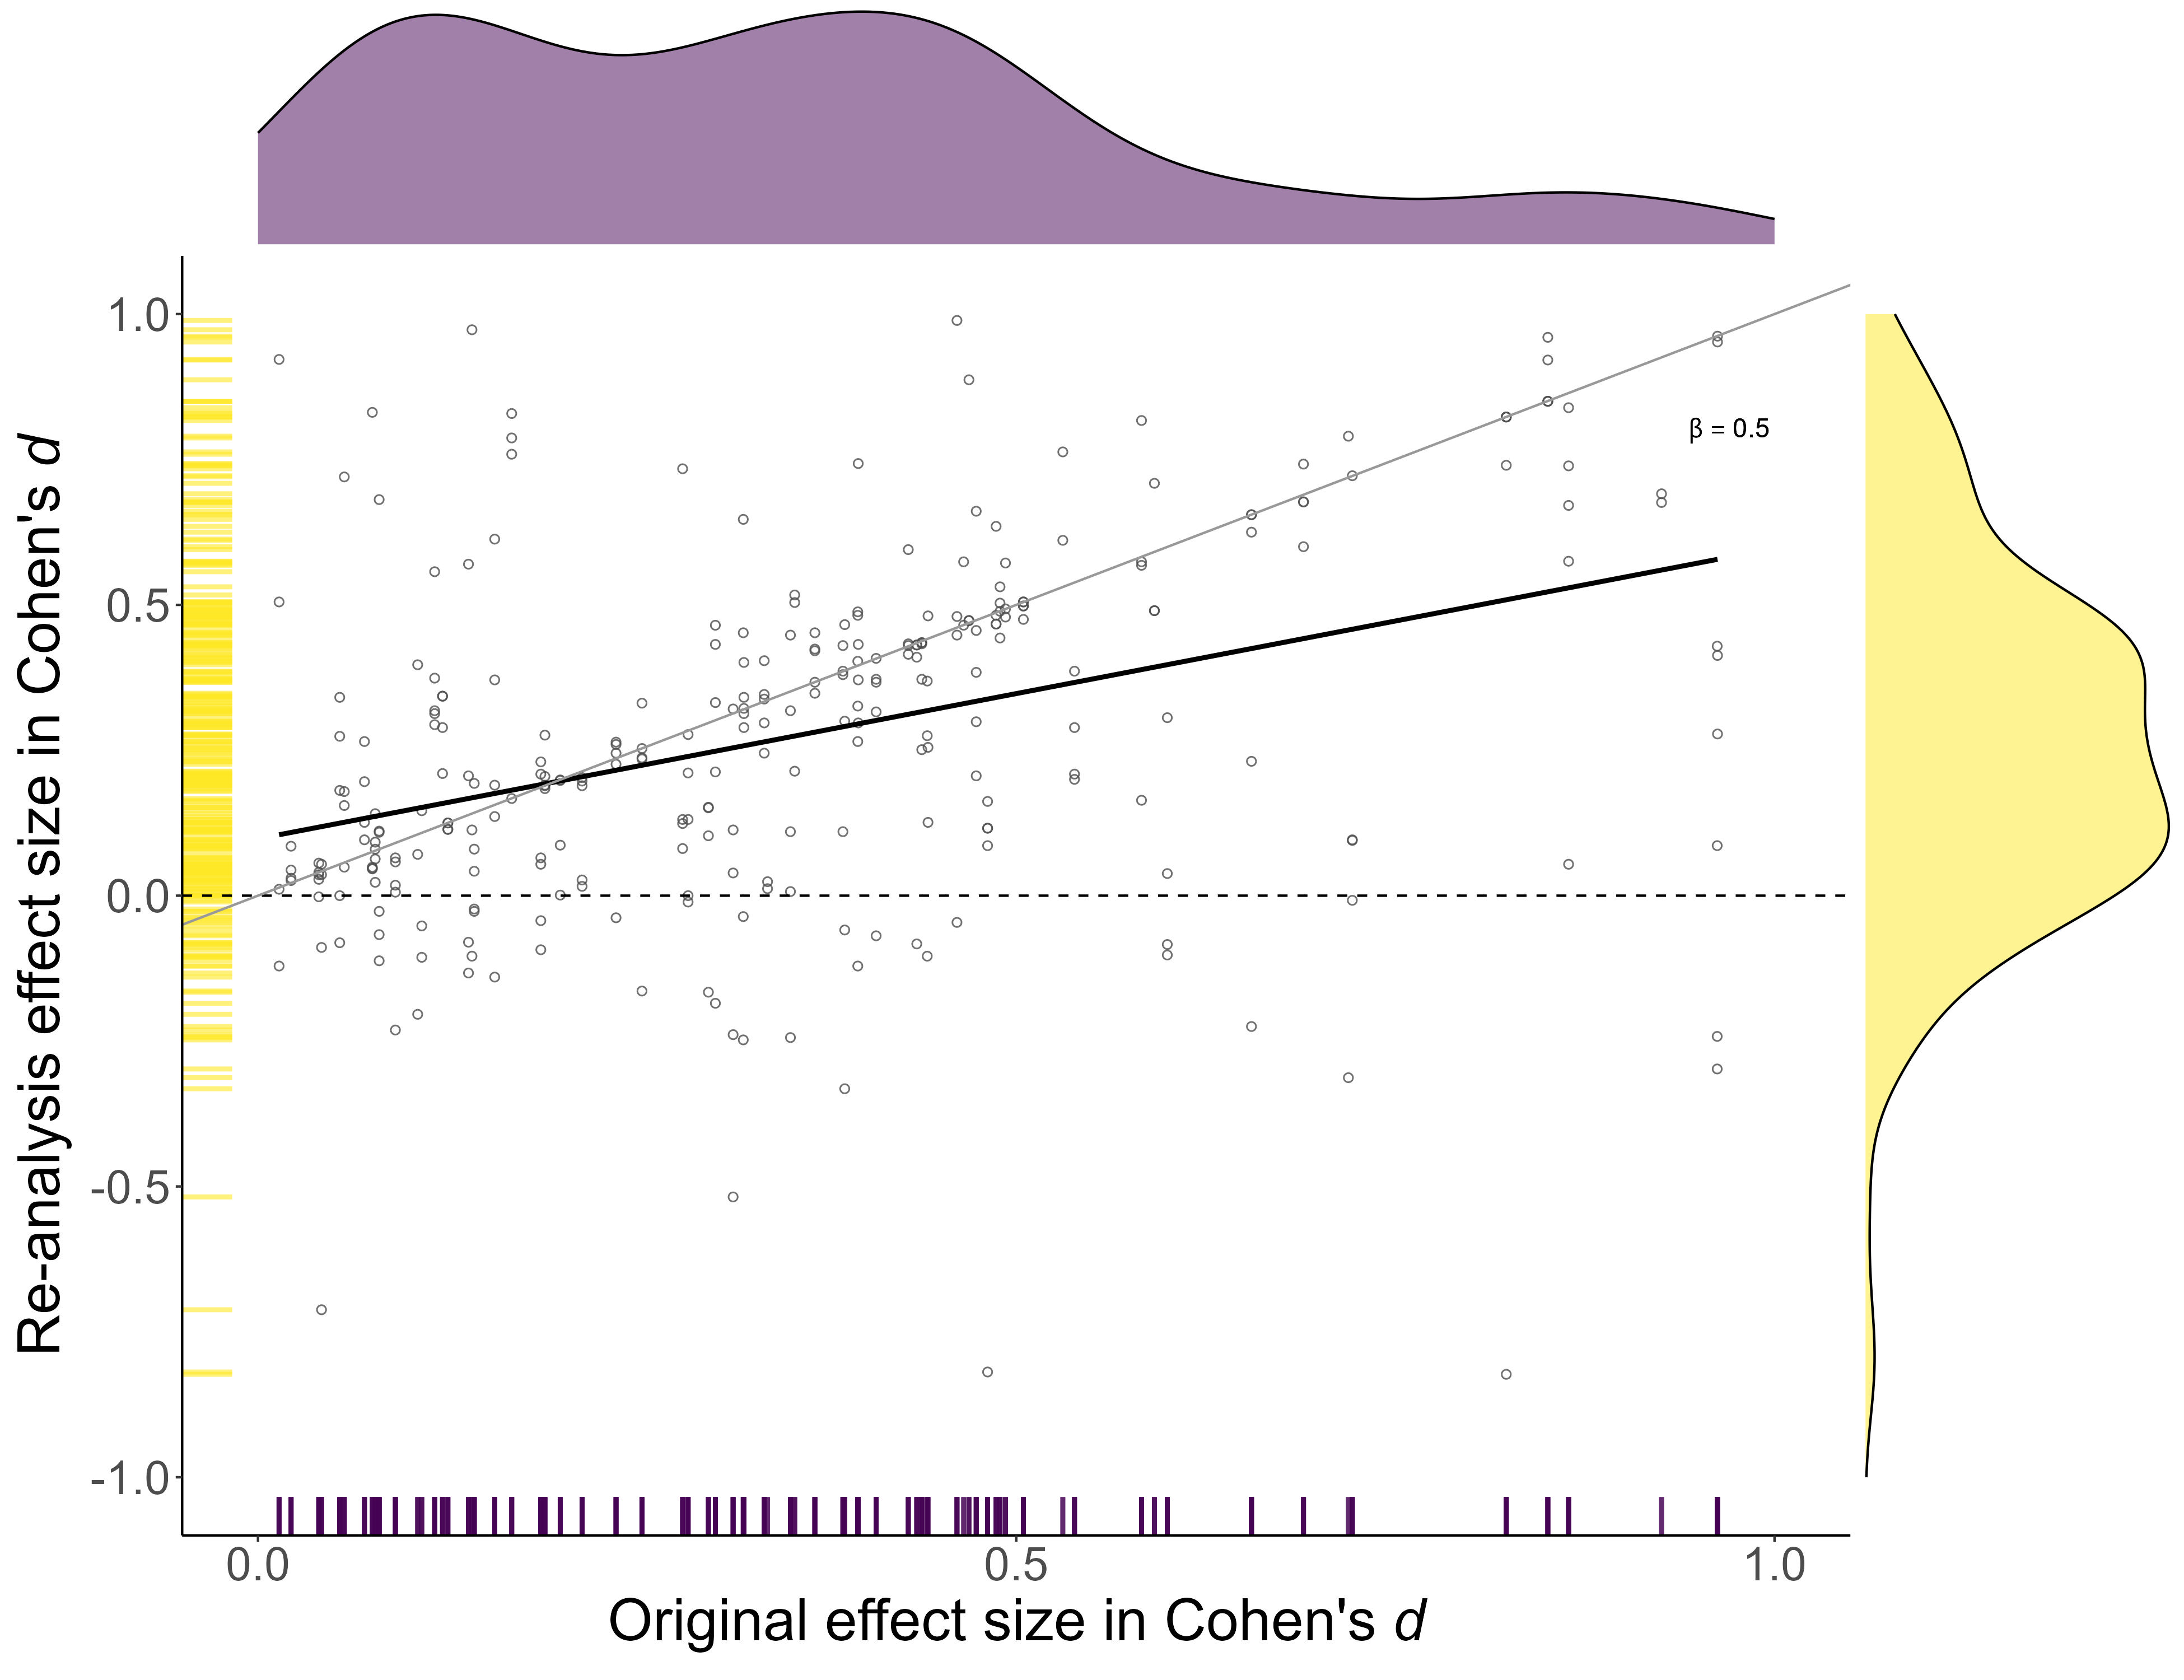 Re-analysis effect size in Cohen's d
1.0
0.5
0.0
-0.5
-1.0
β = 0.5
0.0
0.5
1.0
Original effect size in Cohen's d